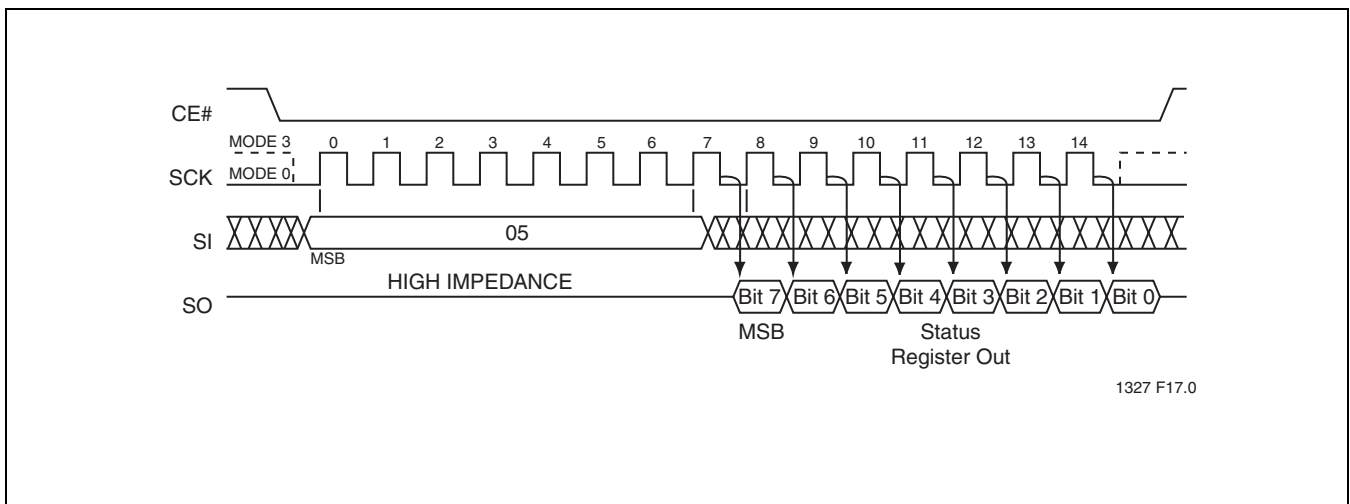 CE#
MODE 3 0 1 2 3 4 5 6 7 8 9 10 11 12 13 14
SCK MODE 0
SI 05
MSB
HIGH IMPEDANCE
SO Bit 7 Bit 6 Bit 5 Bit 4 Bit 3 Bit 2 Bit 1 Bit 0
MSB Status
Register Out
1327 F17.0